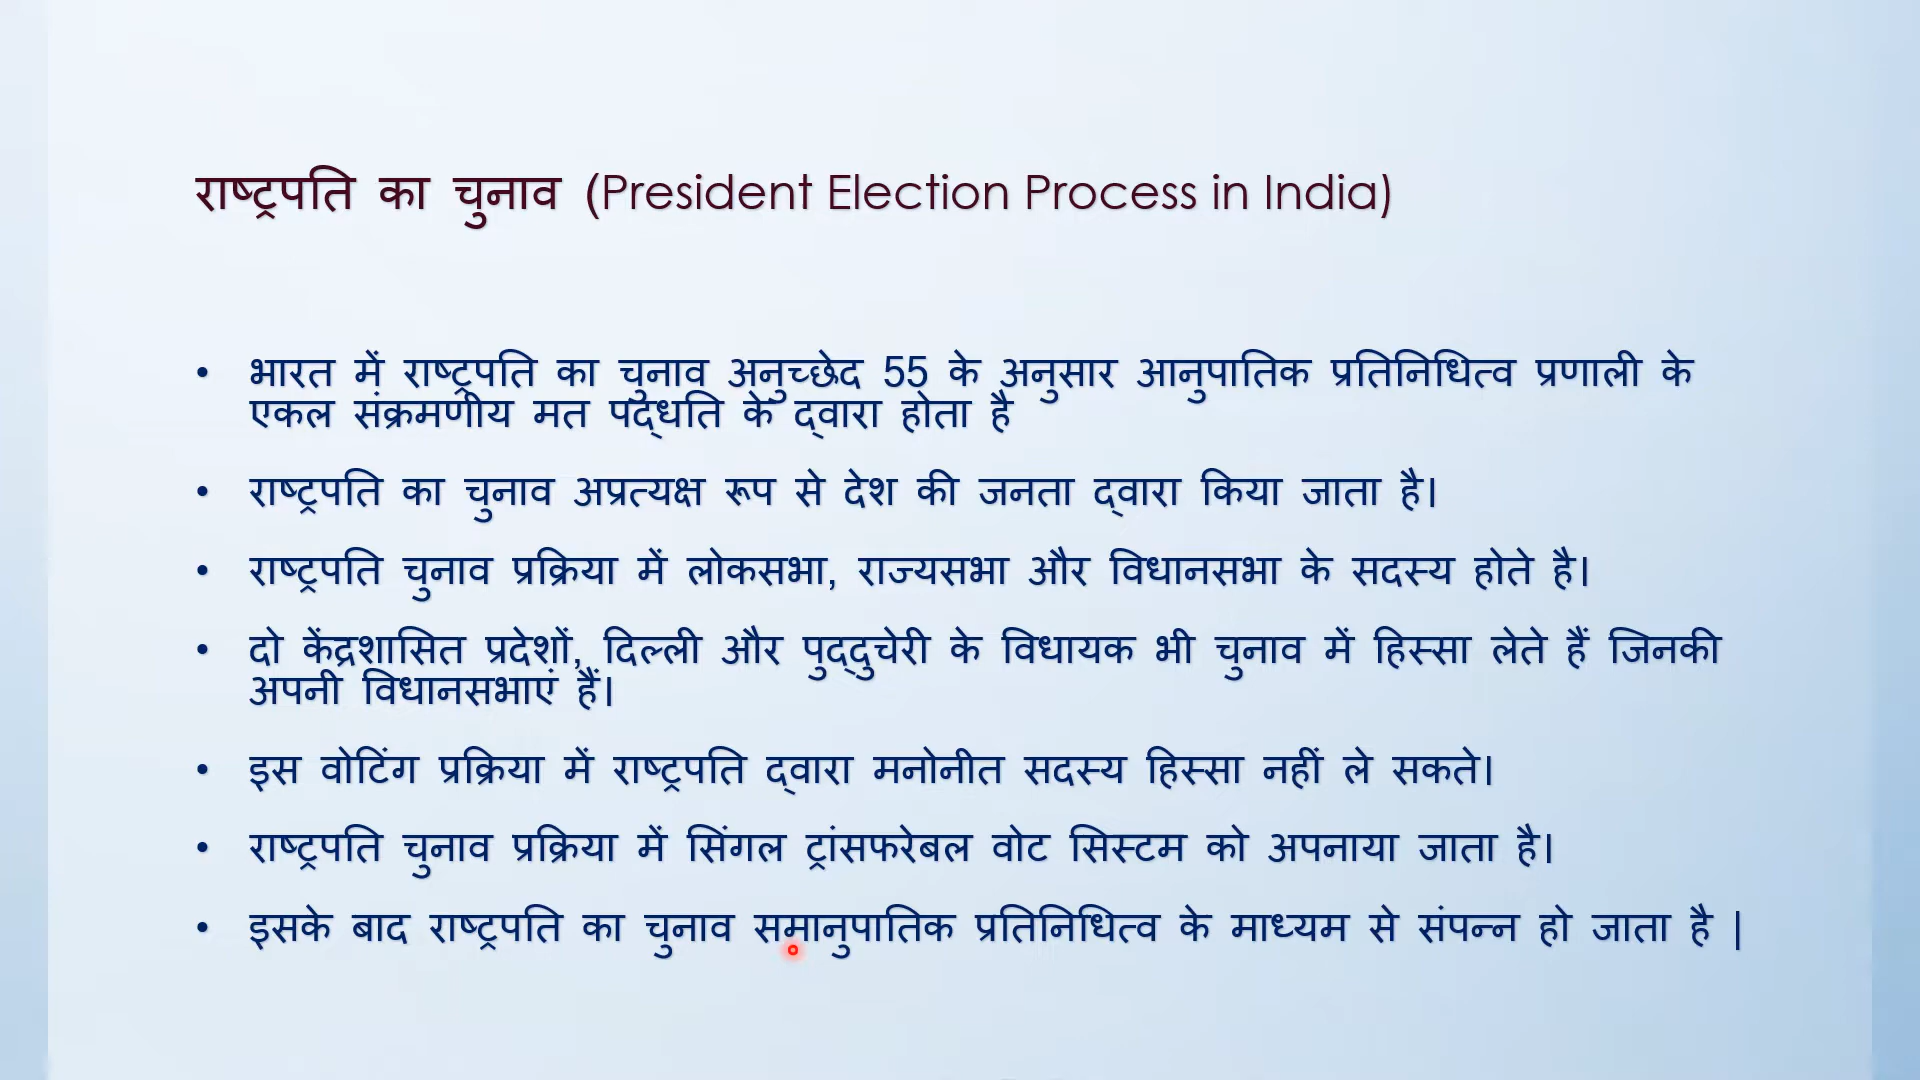 राष्ट्रपति का चुनाव (President Election Process in India)
• भारत में राष्ट्रपति का चुनाव अनुच्छेद 55 के अनुसार आनुपातिक प्रतिनिधित्व प्रणाली के
एकल संक्रमणीय मत पद्धति के द्वारा होता है
• राष्ट्रपति का चुनाव अप्रत्यक्ष रूप से देश की जनता द्वारा किया जाता है।
• राष्ट्रपति चुनाव प्रक्रिया में लोकसभा, राज्यसभा और विधानसभा के सदस्य होते है।
• दो केंद्रशासित प्रदेशों, दिल्ली और पुद्दुचेरी के विधायक भी चुनाव में हिस्सा लेते हैं जिनकी
अपनी विधानसभाएं हैं।
• इस वोटिंग प्रक्रिया में राष्ट्रपति द्वारा मनोनीत सदस्य हिस्सा नहीं ले सकते।
• राष्ट्रपति चुनाव प्रक्रिया में सिंगल ट्रांसफरेबल वोट सिस्टम को अपनाया जाता है।
• इसके बाद राष्ट्रपति का चुनाव समानुपातिक प्रतिनिधित्व के माध्यम से संपन्न हो जाता है |